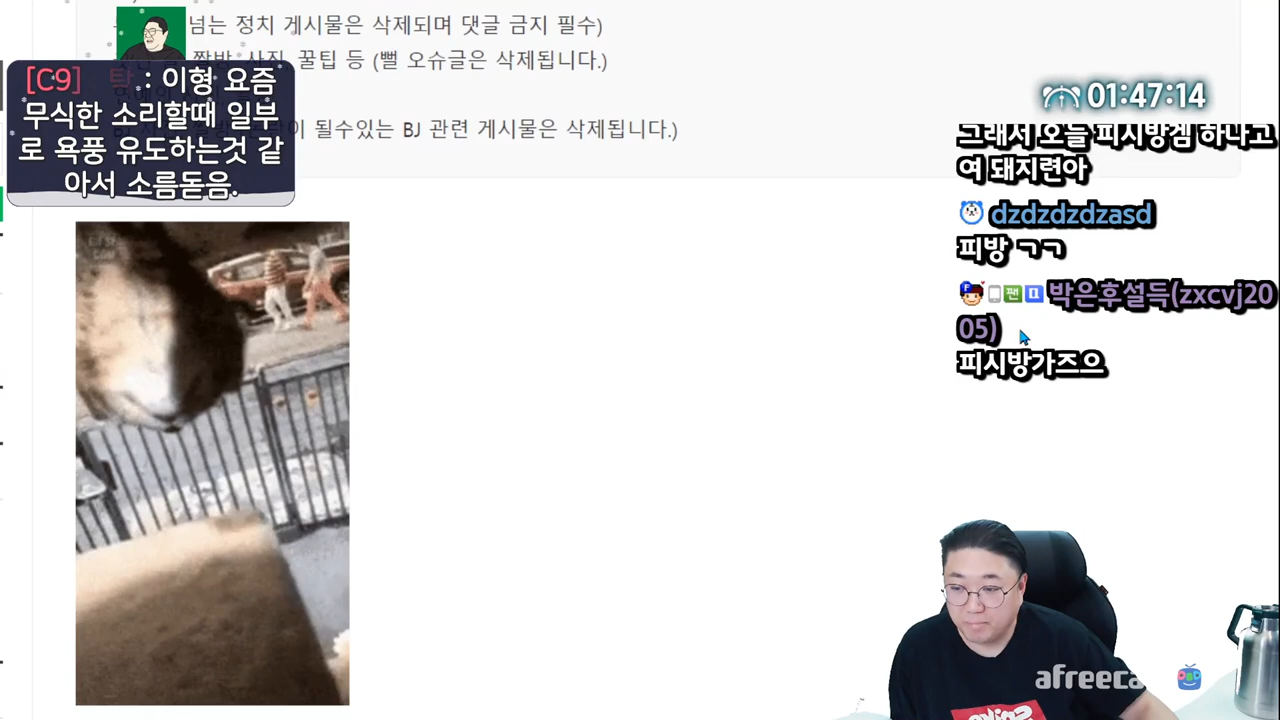 넘는 정치 게시물은 삭제되며 댓글 금지 필수)
꿀팁 등 (뻘 오슈글은 삭제됩니다.)
이 될수있는 BJ 관련 게시물은 삭제됩니다.)
[C9] 탁 : 이형 요즘
무식한 소리할때 일부
로 욕풍 유도하는것 같
아서 소름돋음.
01:47:14
그래서 오늘 피시방겜 하나고
여 돼지련아
dzdzdzdzasd
피방 ㄱㄱ
박은후설득(zxcvj20
05)
피시방가즈으
afreeca